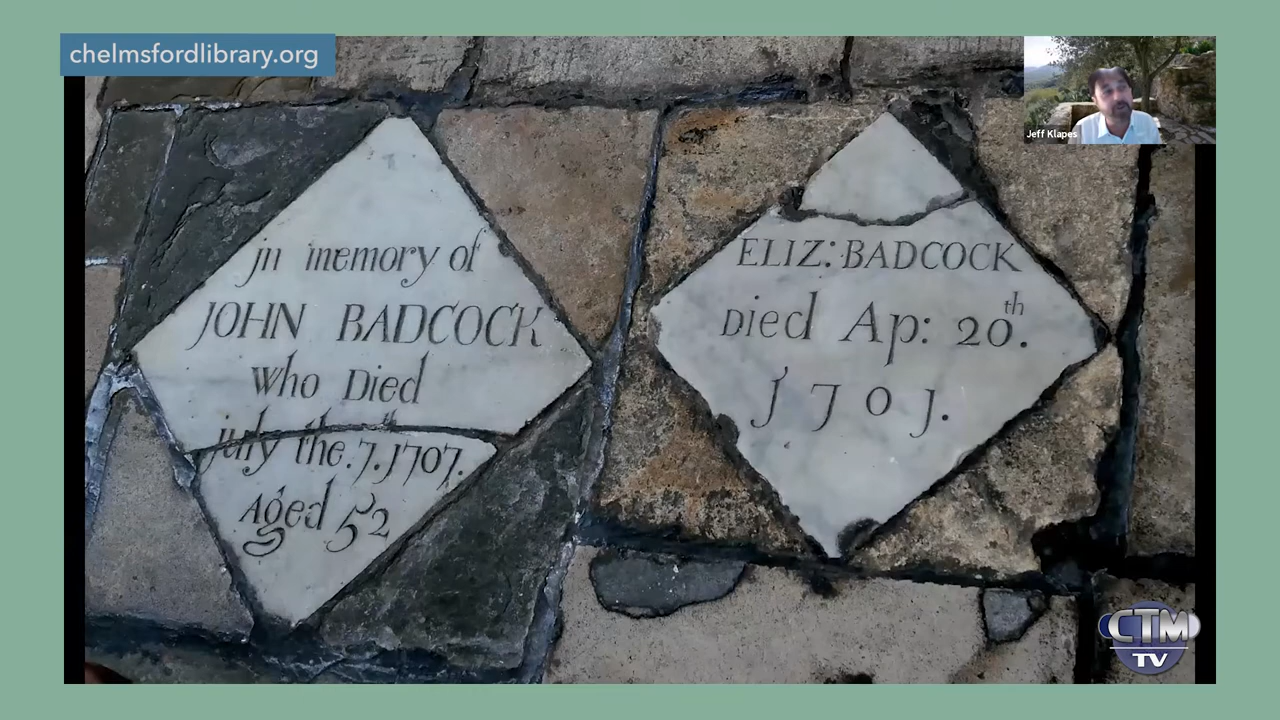 chelmsfordlibrary.org
Jeff Klapes
jn memory of
JOHN BADCOCK
who Died
july the.7.th 1707.
Aged 52
ELIZ: BADCOCK
Died Ap: 20th.
1701.
CTM
TV